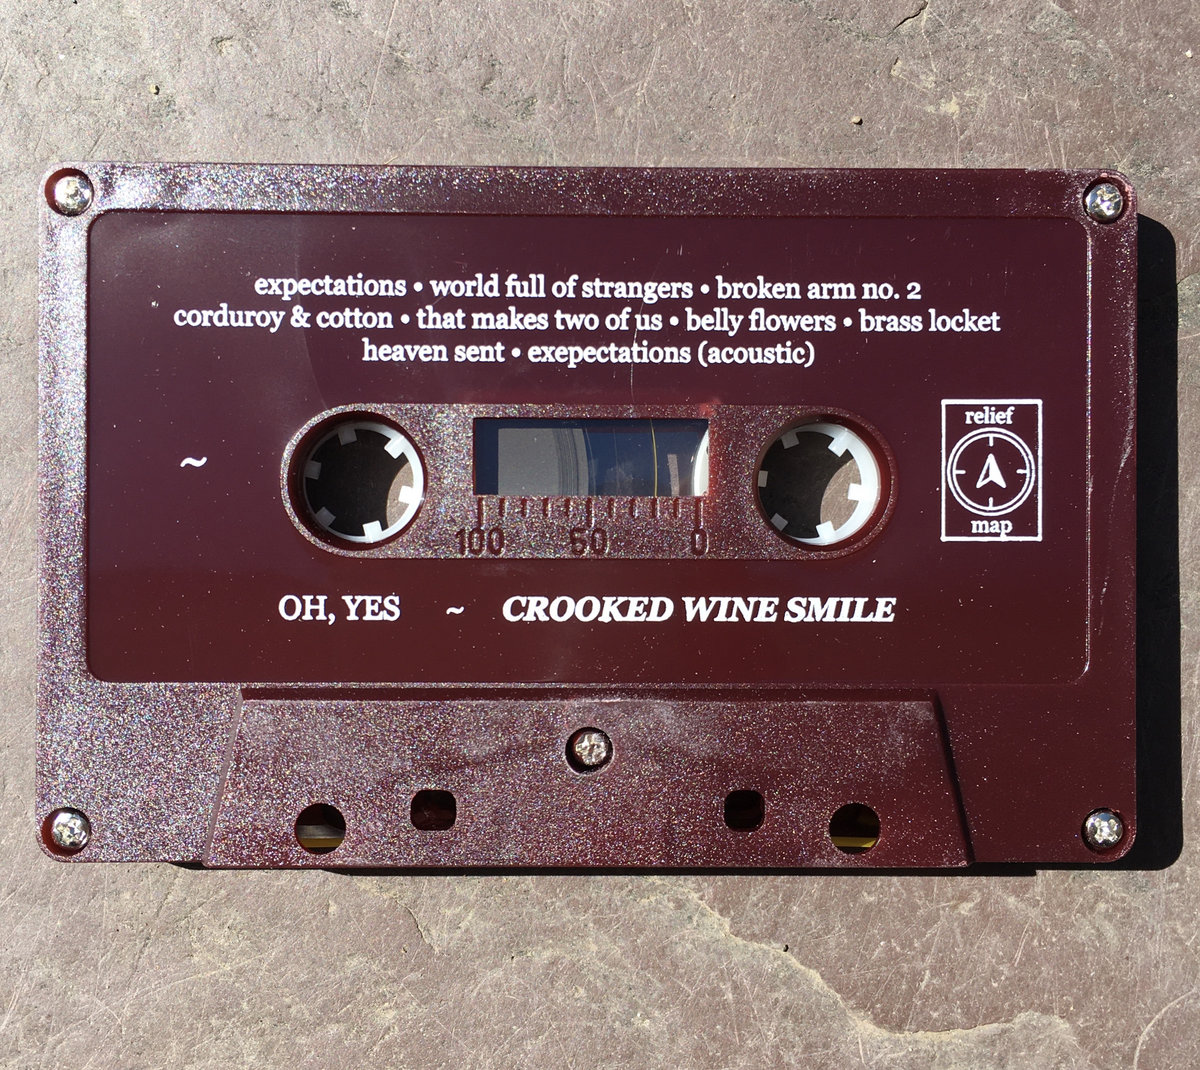 expectations • world full of strangers • broken arm no. 2
corduroy & cotton • that makes two of us • belly flowers • brass locket
heaven sent • exepectations (acoustic)
relief
map
~
100 50 0
OH, YES ~ CROOKED WINE SMILE